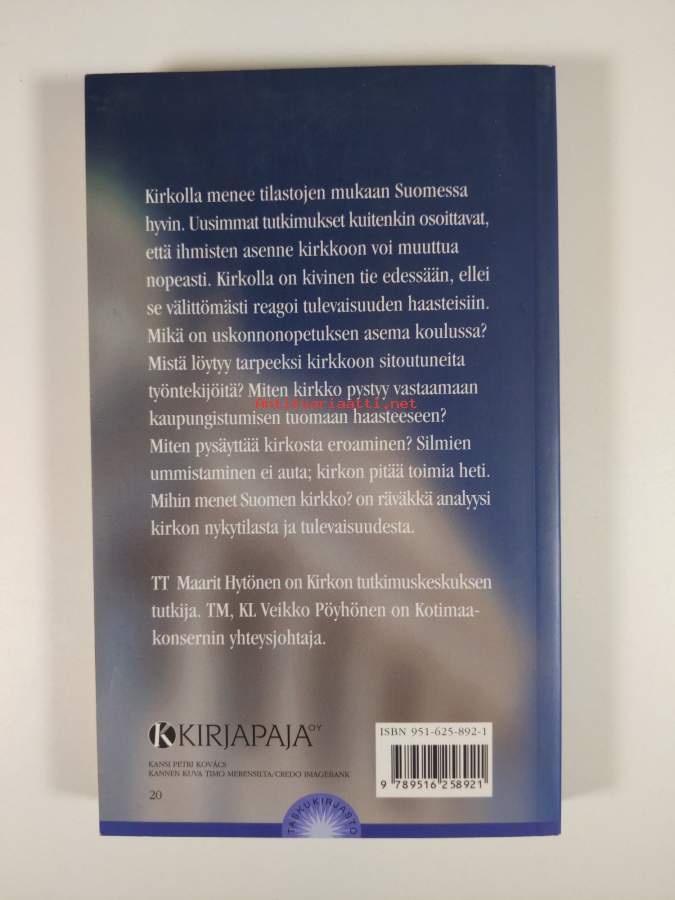 Kirkolla menee tilastojen mukaan Suomessa
hyvin. Uusimmat tutkimukset kuitenkin osoittavat,
että ihmisten asenne kirkkoon voi muuttua
nopeasti. Kirkolla on kivinen tie edessään, ellei
se välittömästi reagoi tulevaisuuden haasteisiin.
Mikä on uskonnonopetuksen asema koulussa?
Mistä löytyy tarpeeksi kirkkoon sitoutuneita
työntekijöitä? Miten kirkko pystyy vastaamaan
Antikvariaatti.net
kaupungistumisen tuomaan haasteeseen?
Miten pysäyttää kirkosta eroaminen? Silmien
ummistaminen ei auta; kirkon pitää toimia heti.
Mihin menet Suomen kirkko? on räväkkä analyysi
kirkon nykytilasta ja tulevaisuudesta.
TT Maarit Hytönen on Kirkon tutkimuskeskuksen
tutkija. TM, KL Veikko Pöyhönen on Kotimaa-
konsernin yhteysjohtaja.
KIRJAPAJA OY
KANSI PETRI KOVÁCS
KANNEN KUVA TIMO MERENSILTA/CREDO IMAGEBANK
20
ISBN 951-625-892-1
9 789516 258921
TASKUKIRJASTO